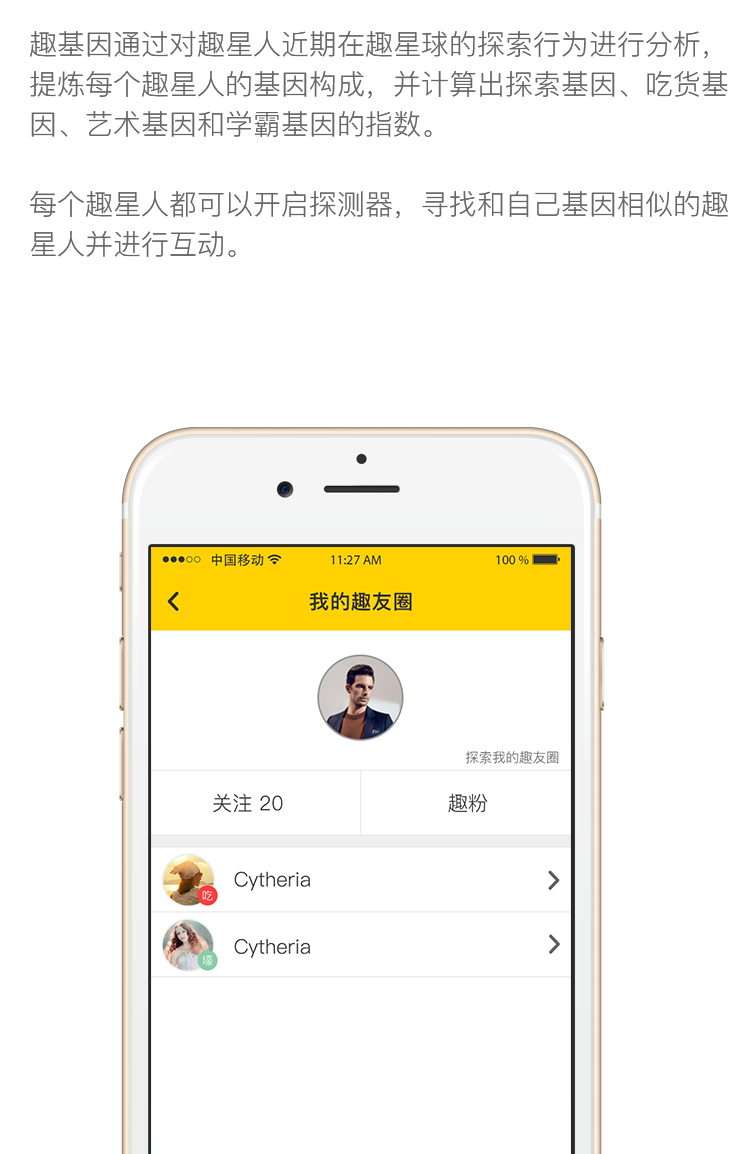 趣基因通过对趣星人近期在趣星球的探索行为进行分析，
提炼每个趣星人的基因构成，并计算出探索基因、吃货基
因、艺术基因和学霸基因的指数。
每个趣星人都可以开启探测器，寻找和自己基因相似的趣
星人并进行互动。
中国移动 11:27 AM 100 %
我的趣友圈
探索我的趣友圈
关注 20 趣粉
Cytheria
吃
Cytheria
壕